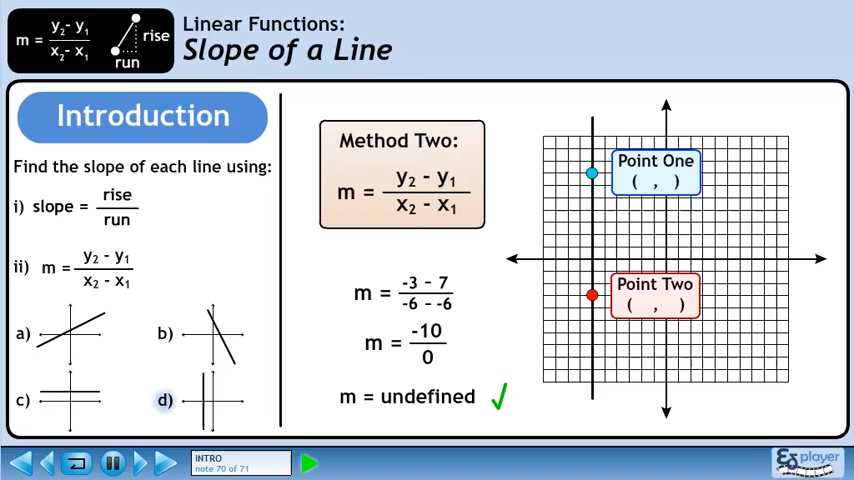 m = y₂- y₁ / x₂- x₁
rise
run
Linear Functions:
Slope of a Line
Introduction
Find the slope of each line using:
i) slope = rise / run
ii) m = y₂ - y₁ / x₂ - x₁
a)
b)
c)
d)
Method Two:
m = y₂ - y₁ / x₂ - x₁
m = -3 – 7 / -6 – -6
m = -10 / 0
m = undefined
Point One
( , )
Point Two
( , )
INTRO
note 70 of 71
player